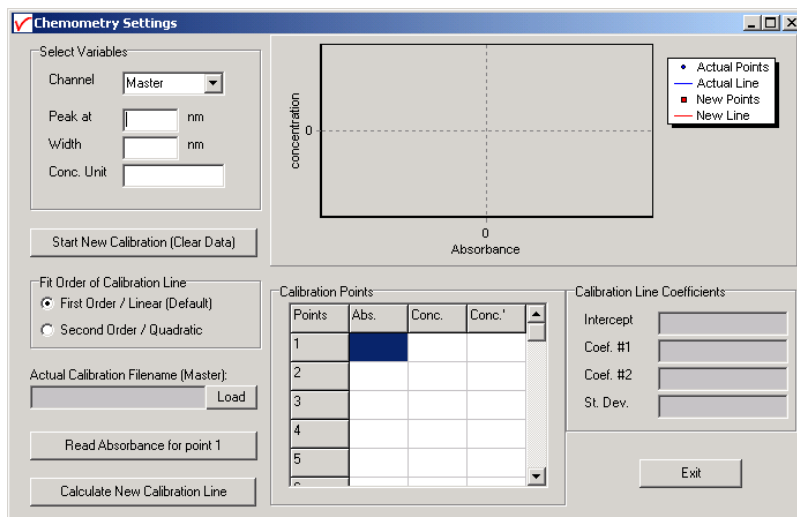 Chemometry Settings
Select Variables
Channel
Master
Peak at
nm
Width
nm
Conc. Unit
Start New Calibration (Clear Data)
Fit Order of Calibration Line
First Order / Linear (Default)
Second Order / Quadratic
Actual Calibration Filename (Master):
Load
Read Absorbance for point 1
Calculate New Calibration Line
concentration
0
0
Absorbance
Actual Points
Actual Line
New Points
New Line
Calibration Points
Points Abs. Conc. Conc.'
1
2
3
4
5
Calibration Line Coefficients
Intercept
Coef. #1
Coef. #2
St. Dev.
Exit